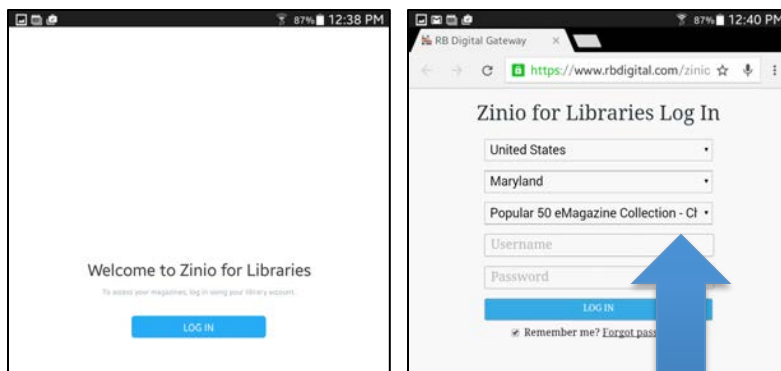 87% 12:38 PM
Welcome to Zinio for Libraries
To access your magazines, log in using your library account.
LOG IN
87% 12:40 PM
RB Digital Gateway ×
https://www.rbdigital.com/zinio
Zinio for Libraries Log In
United States
Maryland
Popular 50 eMagazine Collection - Ch
Username
Password
LOG IN
Remember me? Forgot pass